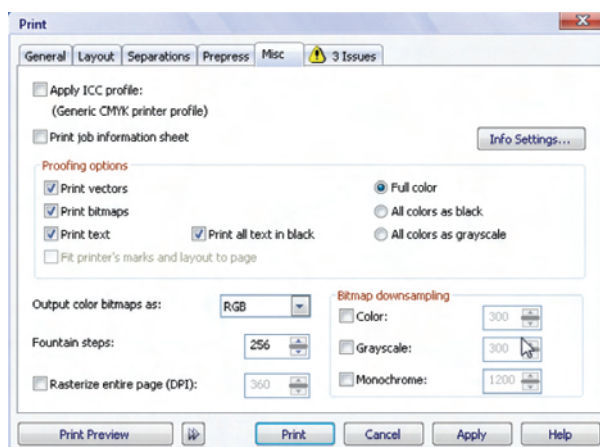 Print
General Layout Separations Prepress Misc 3 Issues
Apply ICC profile:
(Generic CMYK printer profile)
Print job information sheet Info Settings...
Proofing options
Print vectors Full color
Print bitmaps All colors as black
Print text Print all text in black All colors as grayscale
Fit printer's marks and layout to page
Output color bitmaps as: RGB Bitmap downsampling
Color: 300
Fountain steps: 256 Grayscale: 300
Rasterize entire page (DPI): 360 Monochrome: 1200
Print Preview Print Cancel Apply Help